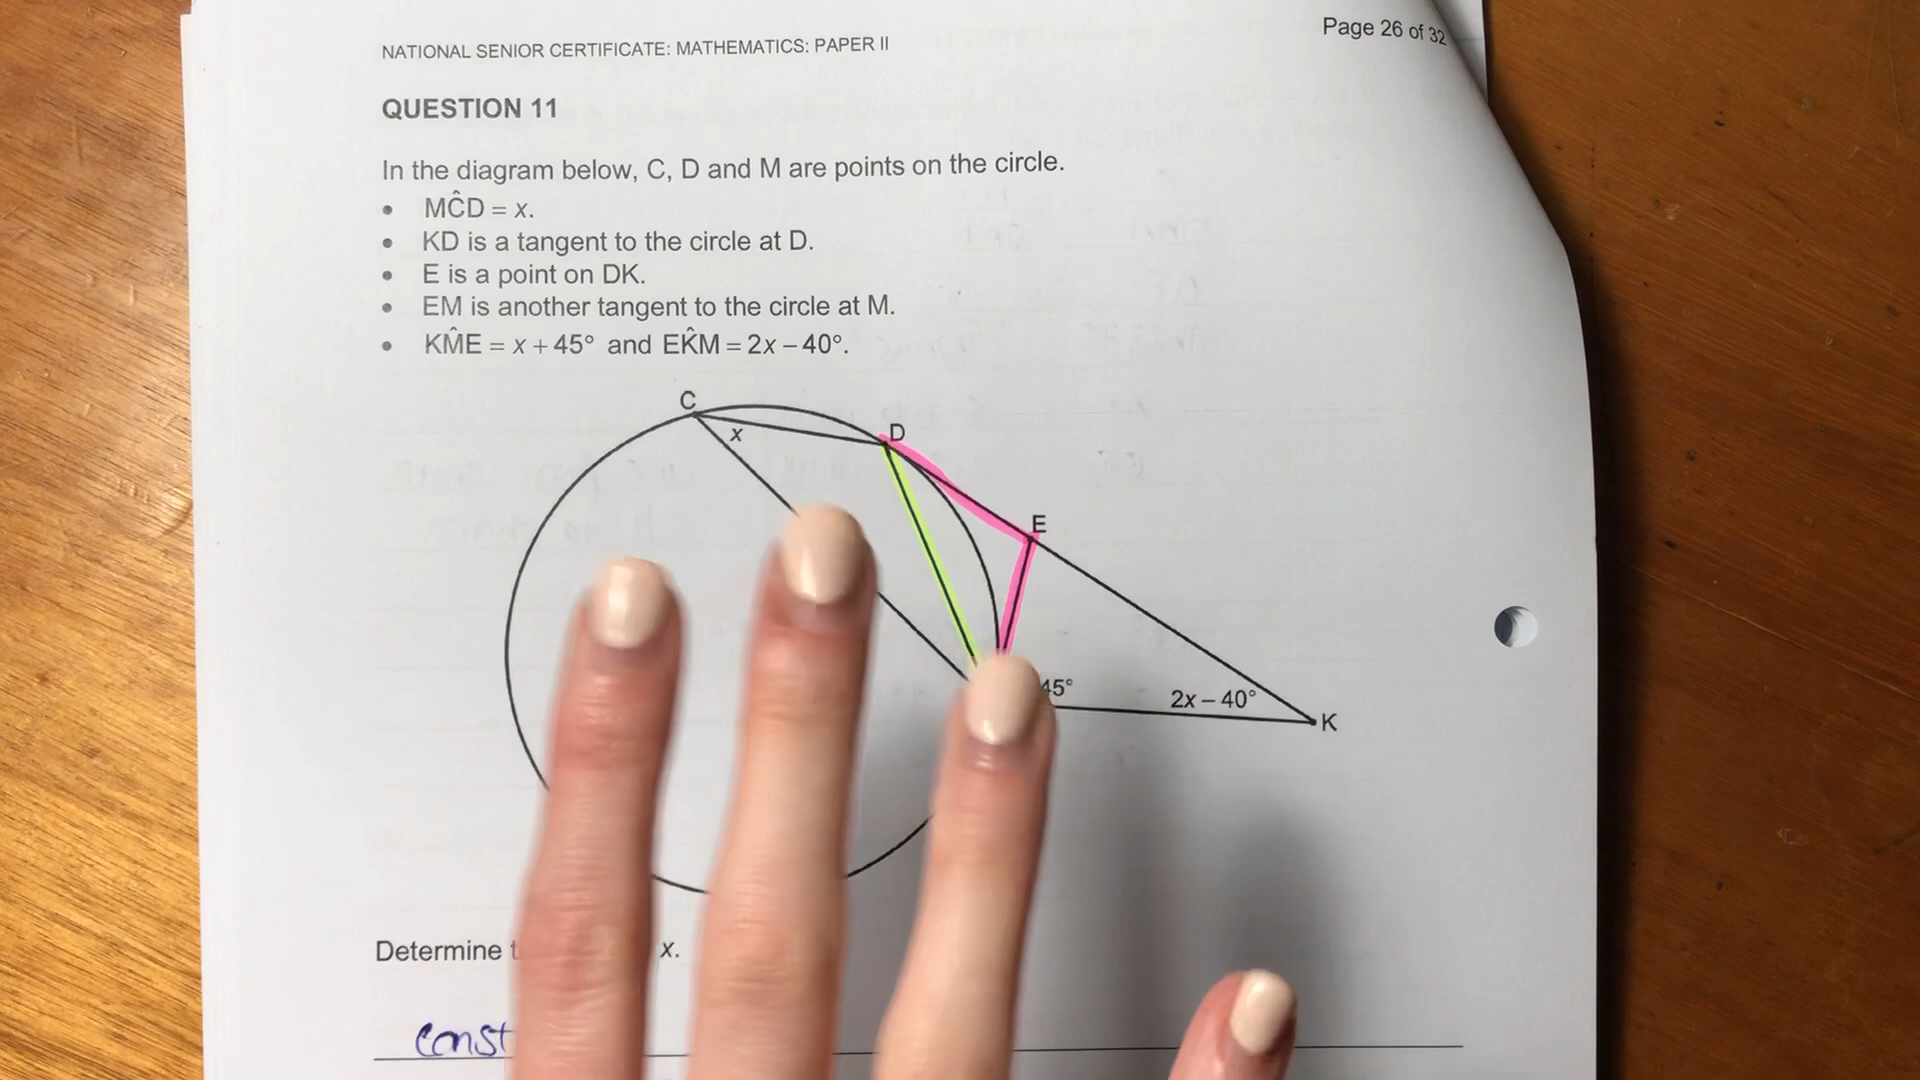 NATIONAL SENIOR CERTIFICATE: MATHEMATICS: PAPER II
Page 26 of 32
QUESTION 11
In the diagram below, C, D and M are points on the circle.
• MĈD = x.
• KD is a tangent to the circle at D.
• E is a point on DK.
• EM is another tangent to the circle at M.
• KM̂E = x + 45° and EK̂M = 2x – 40°.
C
x
D
E
45°
2x – 40°
K
Determine x.
const